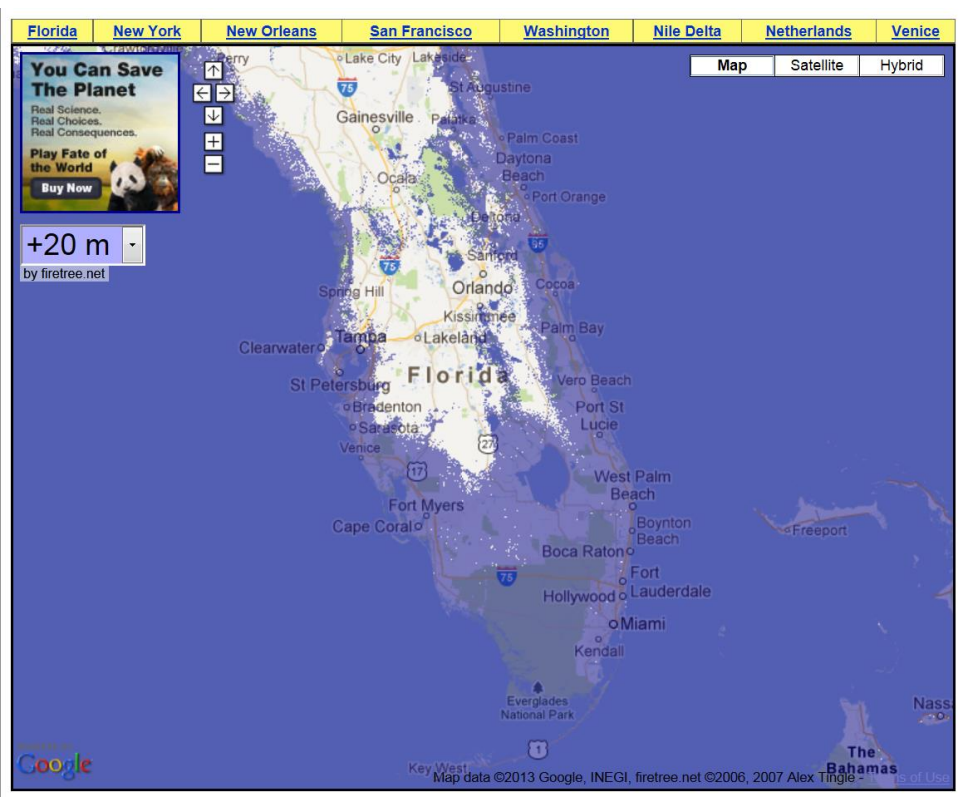 Florida
New York
New Orleans
San Francisco
Washington
Nile Delta
Netherlands
Venice
Crawfordville
Perry
Lake City
Lakeside
Map
Satellite
Hybrid
You Can Save
The Planet
Real Science.
Real Choices.
Real Consequences.
Play Fate of
the World
Buy Now
75
St Augustine
Gainesville
Palatka
Palm Coast
Daytona
Beach
Ocala
Port Orange
Deltona
+20 m
by firetree.net
95
75
Sanford
Spring Hill
Orlando
Cocoa
Kissimmee
Tampa
Lakeland
Palm Bay
Clearwater
St Petersburg
Florida
Vero Beach
Bradenton
Port St
Lucie
Sarasota
27
Venice
17
West Palm
Beach
Fort Myers
Cape Coral
Boynton
Beach
Freeport
Boca Raton
75
Fort
Lauderdale
Hollywood
Miami
Kendall
Everglades
National Park
Nass
1
The
Bahamas
Google
Key West
Map data ©2013 Google, INEGI, firetree.net ©2006, 2007 Alex Tingle -
s of Use